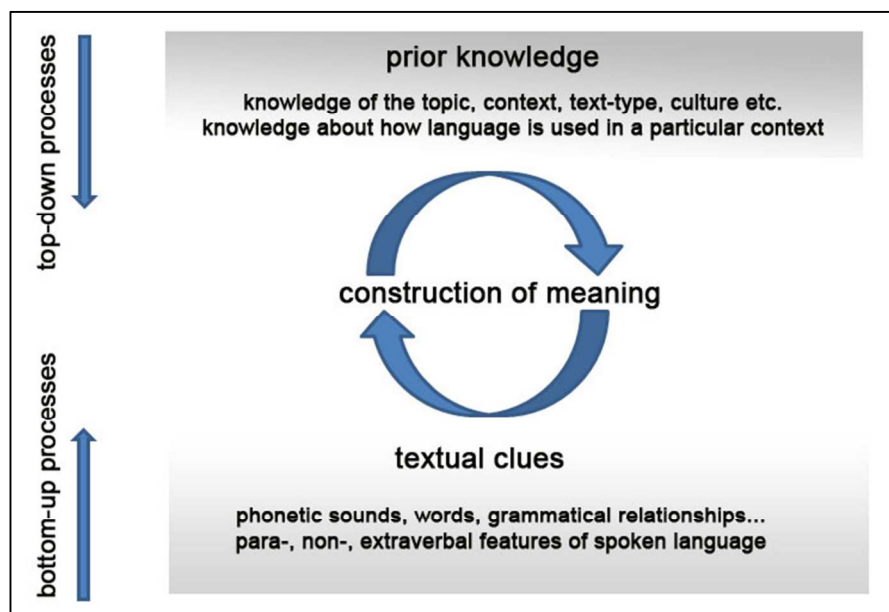 top-down processes
prior knowledge
knowledge of the topic, context, text-type, culture etc.
knowledge about how language is used in a particular context
construction of meaning
bottom-up processes
textual clues
phonetic sounds, words, grammatical relationships...
para-, non-, extraverbal features of spoken language